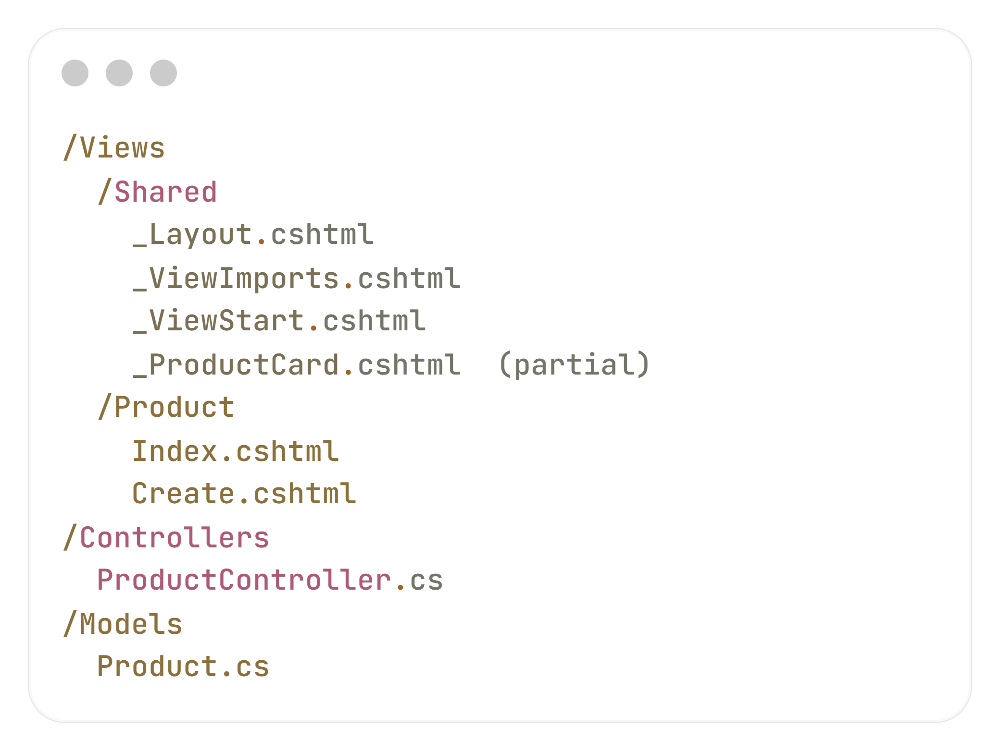 /Views
  /Shared
    _Layout.cshtml
    _ViewImports.cshtml
    _ViewStart.cshtml
    _ProductCard.cshtml  (partial)
  /Product
    Index.cshtml
    Create.cshtml
/Controllers
  ProductController.cs
/Models
  Product.cs